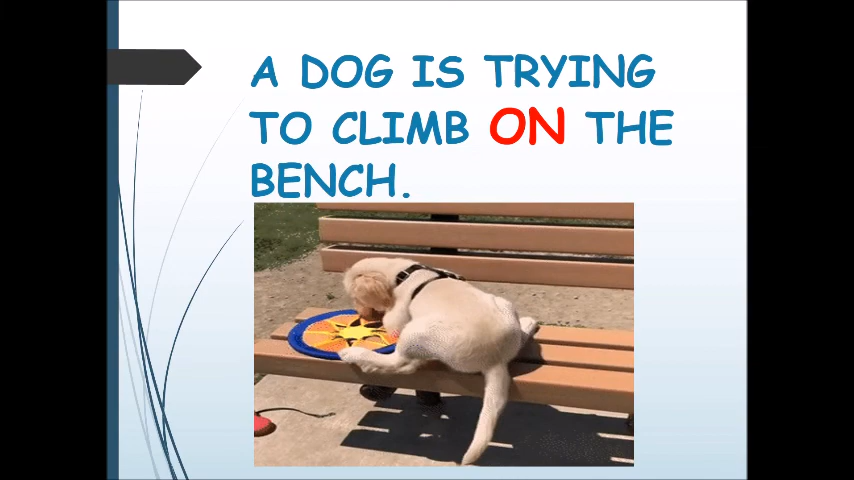 A DOG IS TRYING
TO CLIMB ON THE
BENCH.